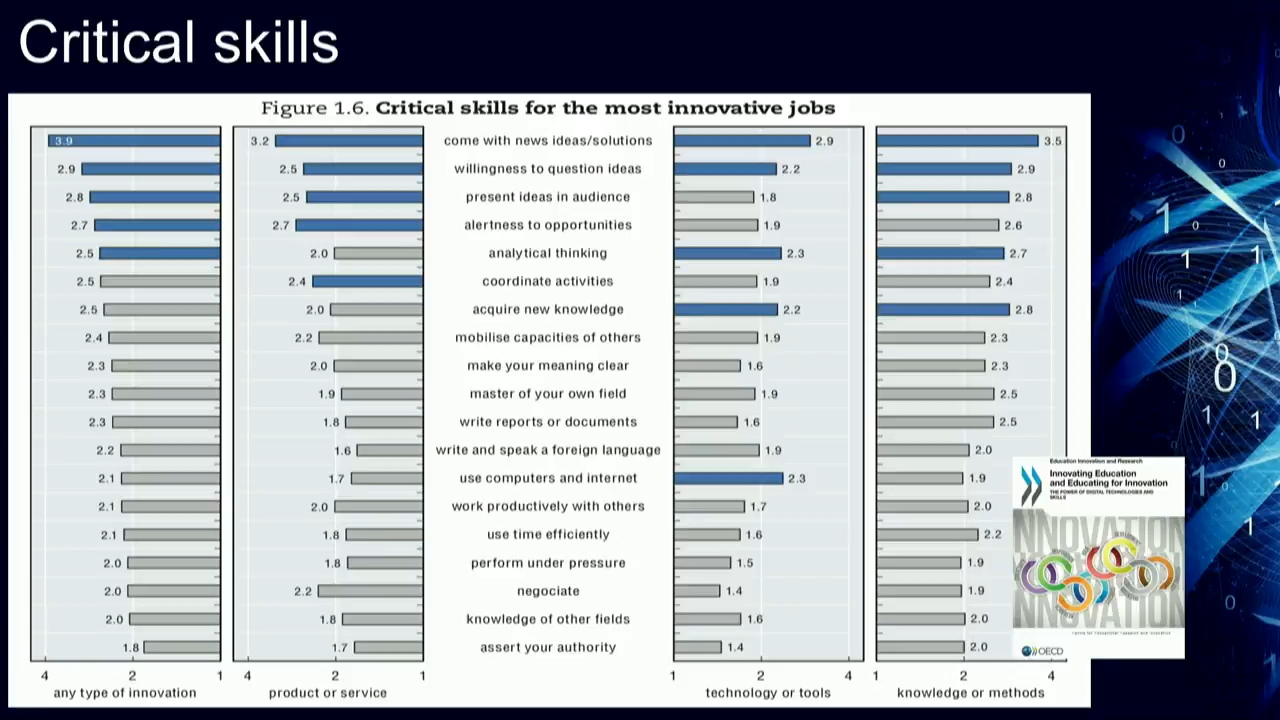 Critical skills
Figure 1.6. Critical skills for the most innovative jobs
3.9 3.2 come with news ideas/solutions 2.9 3.5
2.9 2.5 willingness to question ideas 2.2 2.9
2.8 2.5 present ideas in audience 1.8 2.8
2.7 2.7 alertness to opportunities 1.9 2.6
2.5 2.0 analytical thinking 2.3 2.7
2.5 2.4 coordinate activities 1.9 2.4
2.5 2.0 acquire new knowledge 2.2 2.8
2.4 2.2 mobilise capacities of others 1.9 2.3
2.3 2.0 make your meaning clear 1.6 2.3
2.3 1.9 master of your own field 1.9 2.5
2.3 1.8 write reports or documents 1.6 2.5
2.2 1.6 write and speak a foreign language 1.9 2.0
2.1 1.7 use computers and internet 2.3 1.9
2.1 2.0 work productively with others 1.7 2.0
2.1 1.8 use time efficiently 1.6 2.2
2.0 1.8 perform under pressure 1.5 1.9
2.0 2.2 negociate 1.4 1.9
2.0 1.8 knowledge of other fields 1.6 2.0
1.8 1.7 assert your authority 1.4 2.0
4 2 1 4 2 1 1 2 4 1 2 4
any type of innovation product or service technology or tools knowledge or methods
Education Innovation and Research
Innovating Education
and Educating for Innovation
THE POWER OF DIGITAL TECHNOLOGIES AND
SKILLS
INNOVATION
INNOVATION
Centre for Educational Research and Innovation
OECD